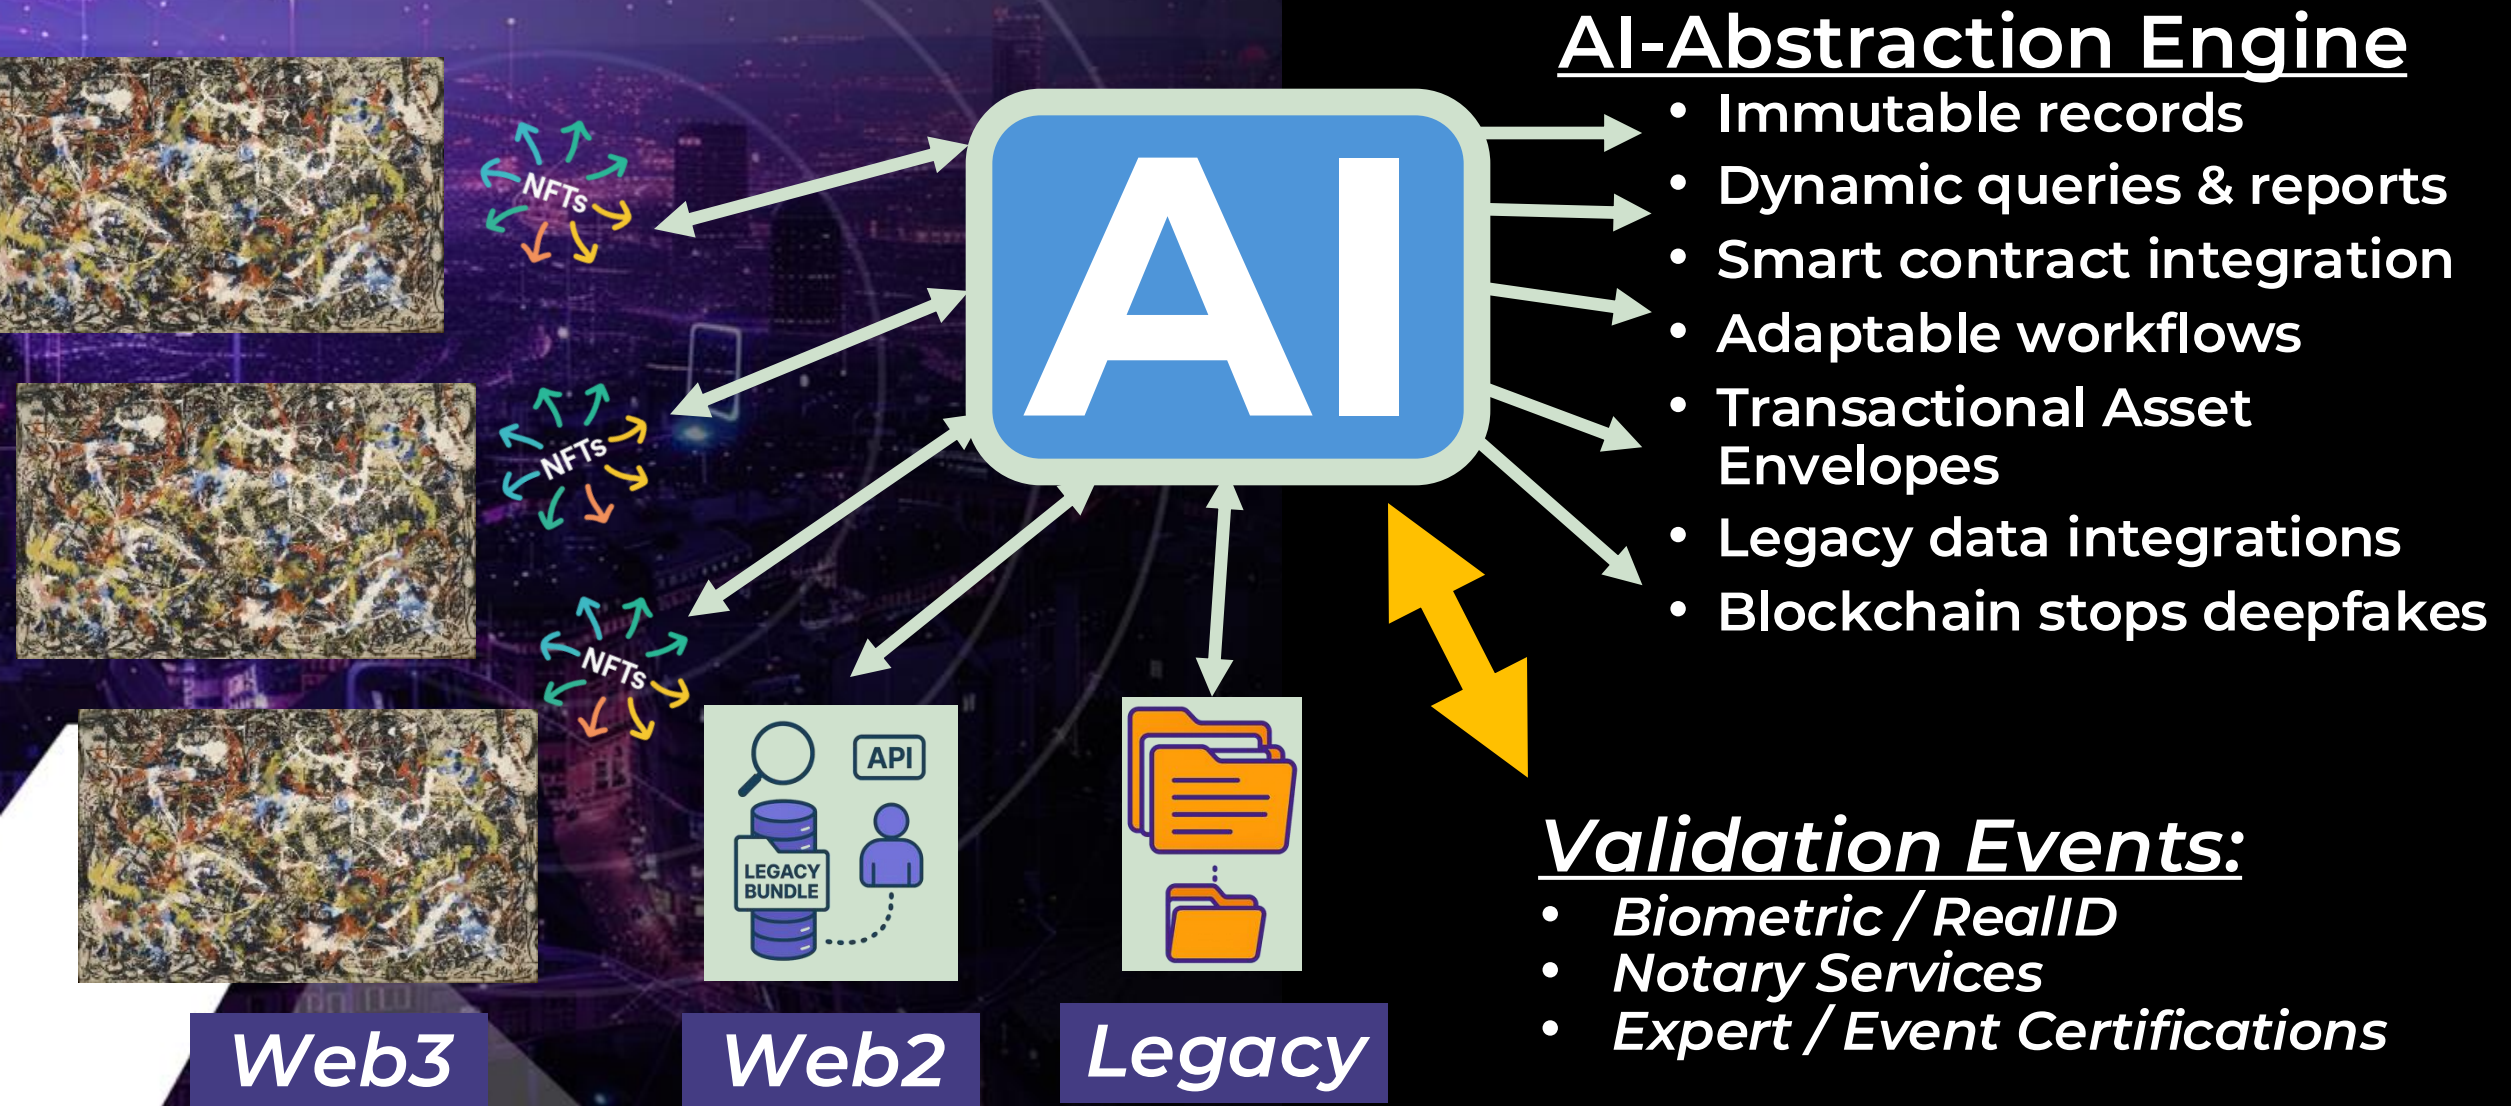 AI-Abstraction Engine
• Immutable records
• Dynamic queries & reports
• Smart contract integration
• Adaptable workflows
• Transactional Asset
Envelopes
• Legacy data integrations
• Blockchain stops deepfakes
AI
NFTs
NFTs
NFTs
API
LEGACY
BUNDLE
Web3
Web2
Legacy
Validation Events:
• Biometric / RealID
• Notary Services
• Expert / Event Certifications